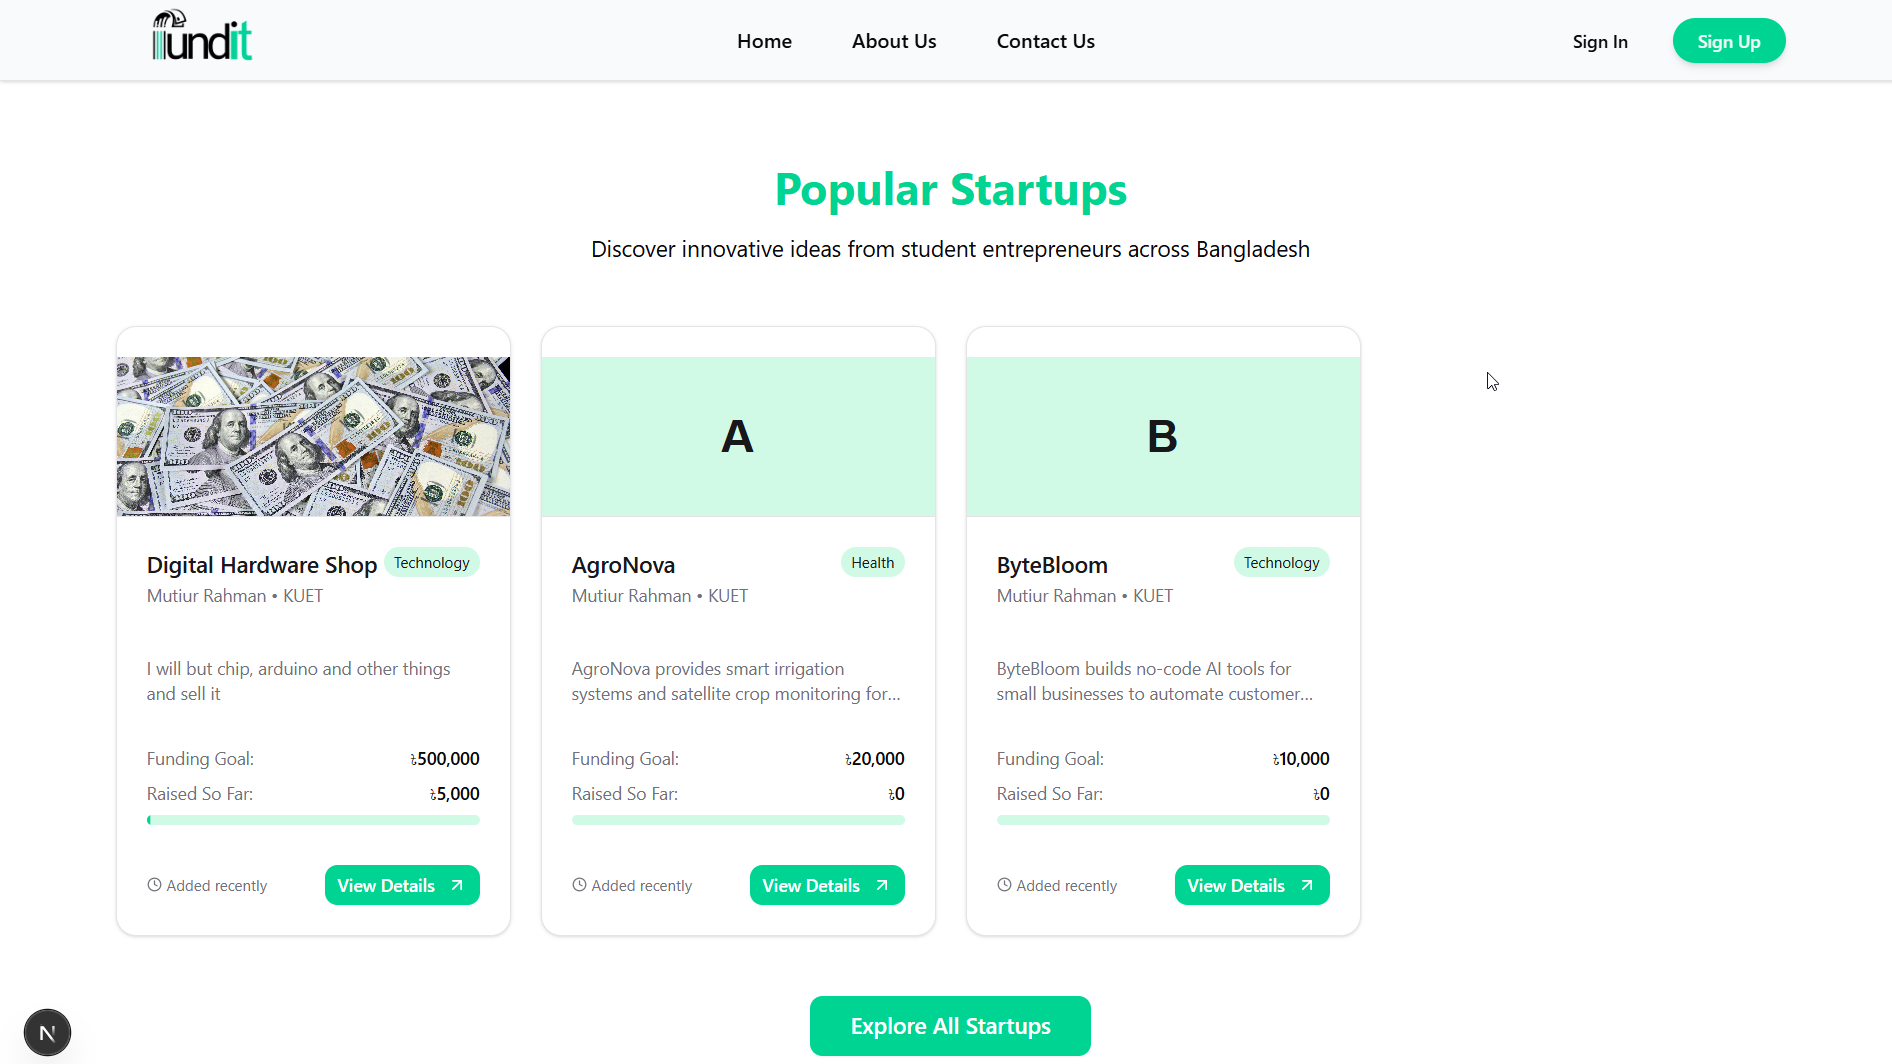 fundit
Home
About Us
Contact Us
Sign In
Sign Up
Popular Startups
Discover innovative ideas from student entrepreneurs across Bangladesh
Digital Hardware Shop
Technology
Mutiur Rahman • KUET
I will but chip, arduino and other things
and sell it
Funding Goal:
৳500,000
Raised So Far:
৳5,000
Added recently
View Details
A
AgroNova
Health
Mutiur Rahman • KUET
AgroNova provides smart irrigation
systems and satellite crop monitoring for...
Funding Goal:
৳20,000
Raised So Far:
৳0
Added recently
View Details
B
ByteBloom
Technology
Mutiur Rahman • KUET
ByteBloom builds no-code AI tools for
small businesses to automate customer...
Funding Goal:
৳10,000
Raised So Far:
৳0
Added recently
View Details
Explore All Startups
N